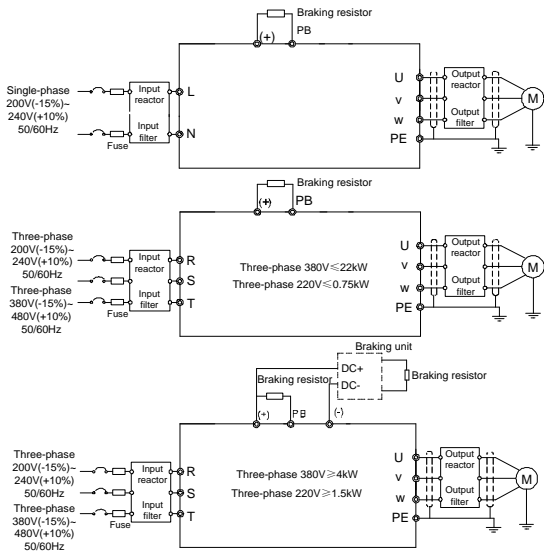 Braking resistor
(+)
PB
Single-phase
200V(-15%)~
240V(+10%)
50/60Hz
Fuse
Input
reactor
Input
filter
L
N
U
v
w
PE
Output
reactor
Output
filter
M
Braking resistor
(+)
PB
Three-phase
200V(-15%)~
240V(+10%)
50/60Hz
Three-phase
380V(-15%)~
480V(+10%)
50/60Hz
Fuse
Input
reactor
Input
filter
R
S
T
Three-phase 380V≤22kW
Three-phase 220V≤0.75kW
U
v
w
PE
Output
reactor
Output
filter
M
Braking unit
DC+
DC-
Braking resistor
Braking resistor
(+)
PB
(-)
Three-phase
200V(-15%)~
240V(+10%)
50/60Hz
Three-phase
380V(-15%)~
480V(+10%)
50/60Hz
Fuse
Input
reactor
Input
filter
R
S
T
Three-phase 380V≥4kW
Three-phase 220V≥1.5kW
U
v
w
PE
Output
reactor
Output
filter
M